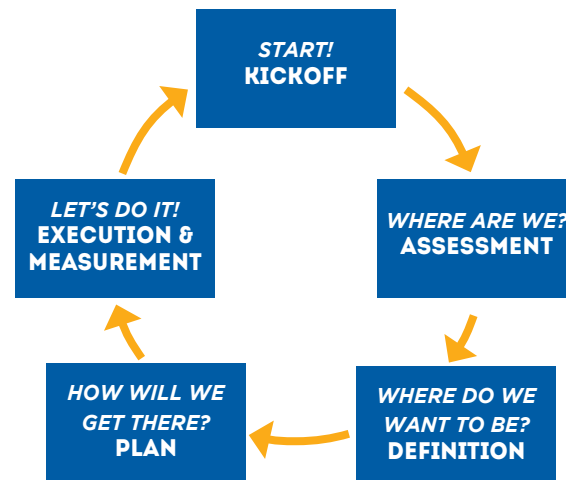 START!
KICKOFF
WHERE ARE WE?
ASSESSMENT
WHERE DO WE
WANT TO BE?
DEFINITION
HOW WILL WE
GET THERE?
PLAN
LET'S DO IT!
EXECUTION &
MEASUREMENT